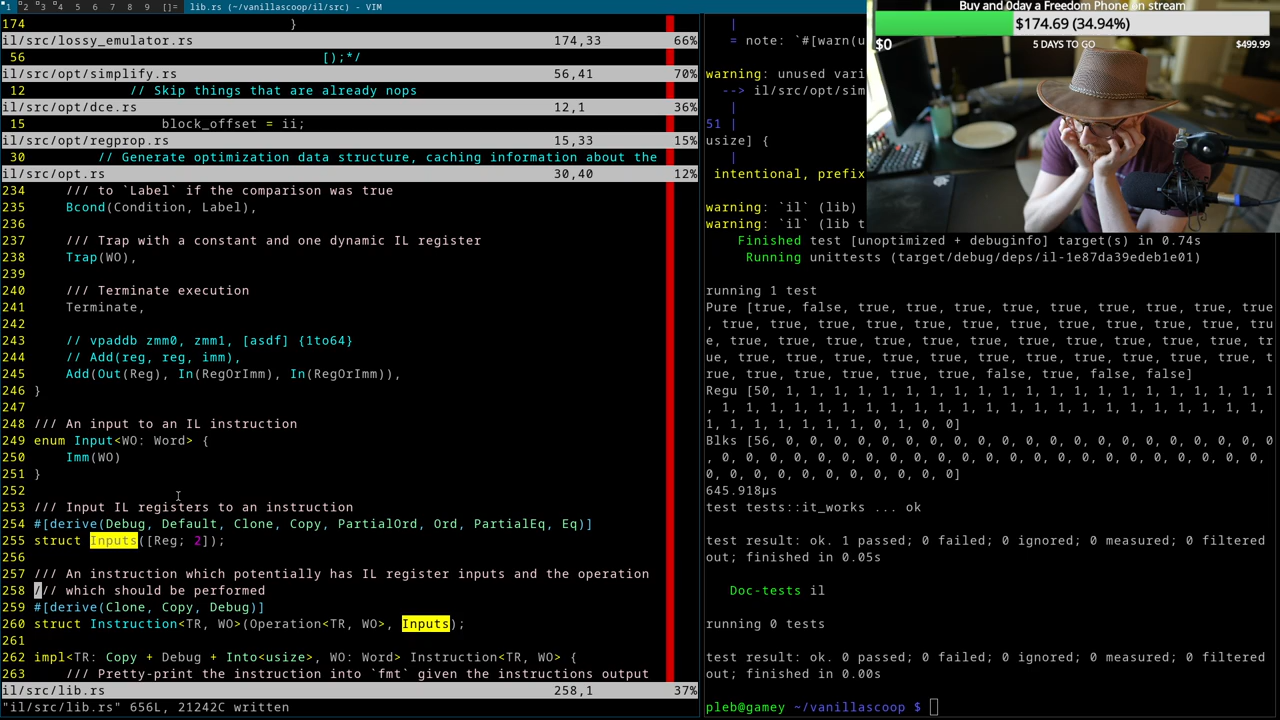 1 2 3 4 5 6 7 8 9 []= lib.rs (~/vanillascoop/il/src) - VIM
174 }
il/src/lossy_emulator.rs 174,33 66%
56 [);*/
il/src/opt/simplify.rs 56,41 70%
12 // Skip things that are already nops
il/src/opt/dce.rs 12,1 36%
15 block_offset = ii;
il/src/opt/regprop.rs 15,33 15%
30 // Generate optimization data structure, caching information about the
il/src/opt.rs 30,40 12%
234 /// to `Label` if the comparison was true
235 Bcond(Condition, Label),
236
237 /// Trap with a constant and one dynamic IL register
238 Trap(WO),
239
240 /// Terminate execution
241 Terminate,
242
243 // vpaddb zmm0, zmm1, [asdf] {1to64}
244 // Add(reg, reg, imm),
245 Add(Out(Reg), In(RegOrImm), In(RegOrImm)),
246 }
247
248 /// An input to an IL instruction
249 enum Input<WO: Word> {
250 Imm(WO)
251 }
252
253 /// Input IL registers to an instruction
254 #[derive(Debug, Default, Clone, Copy, PartialOrd, Ord, PartialEq, Eq)]
255 struct Inputs([Reg; 2]);
256
257 /// An instruction which potentially has IL register inputs and the operation
258 /// which should be performed
259 #[derive(Clone, Copy, Debug)]
260 struct Instruction<TR, WO>(Operation<TR, WO>, Inputs);
261
262 impl<TR: Copy + Debug + Into<usize>, WO: Word> Instruction<TR, WO> {
263 /// Pretty-print the instruction into `fmt` given the instructions output
il/src/lib.rs 258,1 37%
"il/src/lib.rs" 656L, 21242C written
|
= note: `#[warn(u
warning: unused vari
--> il/src/opt/sim
|
51 |
usize] {
|
intentional, prefix
warning: `il` (lib)
warning: `il` (lib t
Finished test [unoptimized + debuginfo] target(s) in 0.74s
Running unittests (target/debug/deps/il-1e87da39edeb1e01)
running 1 test
Pure [true, false, true, true, true, true, true, true, true, true, true
, true, true, true, true, true, true, true, true, true, true, true, tru
e, true, true, true, true, true, true, true, true, true, true, true, tr
ue, true, true, true, true, true, true, true, true, true, true, true, t
rue, true, true, true, true, true, false, true, false, false]
Regu [50, 1, 1, 1, 1, 1, 1, 1, 1, 1, 1, 1, 1, 1, 1, 1, 1, 1, 1, 1, 1, 1
, 1, 1, 1, 1, 1, 1, 1, 1, 1, 1, 1, 1, 1, 1, 1, 1, 1, 1, 1, 1, 1, 1, 1,
1, 1, 1, 1, 1, 1, 1, 0, 1, 0, 0]
Blks [56, 0, 0, 0, 0, 0, 0, 0, 0, 0, 0, 0, 0, 0, 0, 0, 0, 0, 0, 0, 0, 0
, 0, 0, 0, 0, 0, 0, 0, 0, 0, 0, 0, 0, 0, 0, 0, 0, 0, 0, 0, 0, 0, 0, 0,
0, 0, 0, 0, 0, 0, 0, 0, 0, 0, 0]
645.918µs
test tests::it_works ... ok
test result: ok. 1 passed; 0 failed; 0 ignored; 0 measured; 0 filtered
out; finished in 0.05s
Doc-tests il
running 0 tests
test result: ok. 0 passed; 0 failed; 0 ignored; 0 measured; 0 filtered
out; finished in 0.00s
pleb@gamey ~/vanillascoop $
Buy and 0day a Freedom Phone on stream
$174.69 (34.94%)
$0 5 DAYS TO GO $499.99